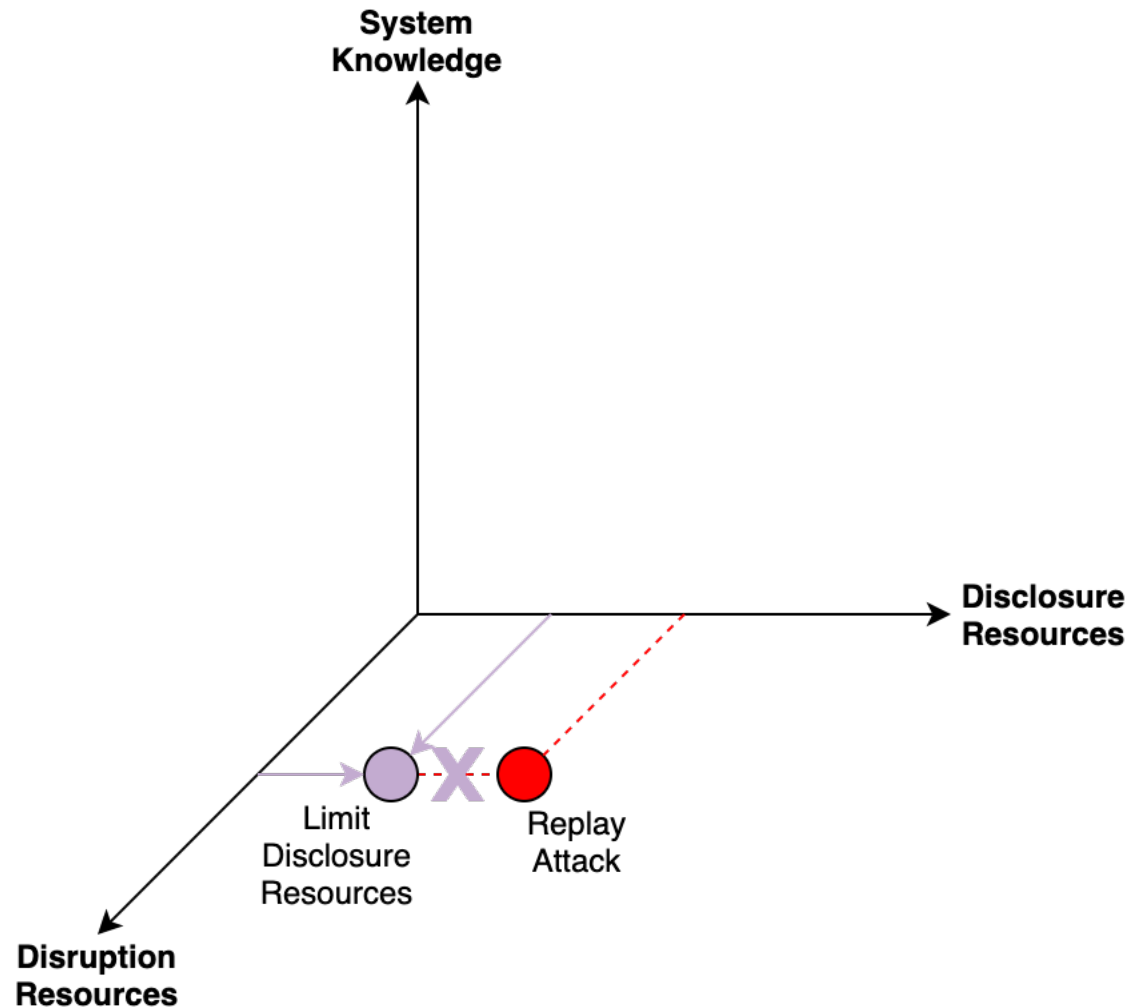 System
Knowledge
Disclosure
Resources
X
Limit
Disclosure
Resources
Replay
Attack
Disruption
Resources